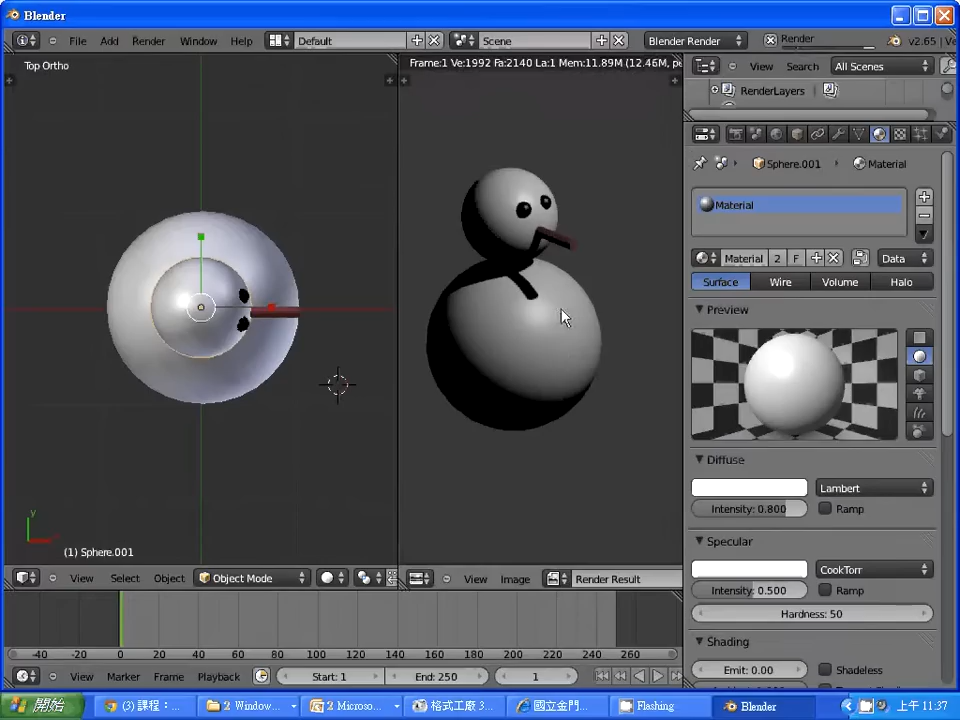 Blender
File Add Render Window Help Default Scene Blender Render Render v2.65
Top Ortho
Frame:1 Ve:1992 Fa:2140 La:1 Mem:11.89M (12.46M, pe
View Search All Scenes
RenderLayers
Sphere.001 Material
Material
Material 2 F Data
Surface Wire Volume Halo
Preview
Diffuse
Lambert
Intensity: 0.800 Ramp
Specular
CookTorr
Intensity: 0.500 Ramp
Hardness: 50
Shading
Emit: 0.00 Shadeless
y
(1) Sphere.001
View Select Object Object Mode
View Image Render Result
-40 -20 0 20 40 60 80 100 120 140 160 180 200 220 240 260
View Marker Frame Playback Start: 1 End: 250 1
開始 (3) 課程：... 2 Window... 2 Microso... 格式工廠 3... 國立金門... Flashing Blender 上午 11:37